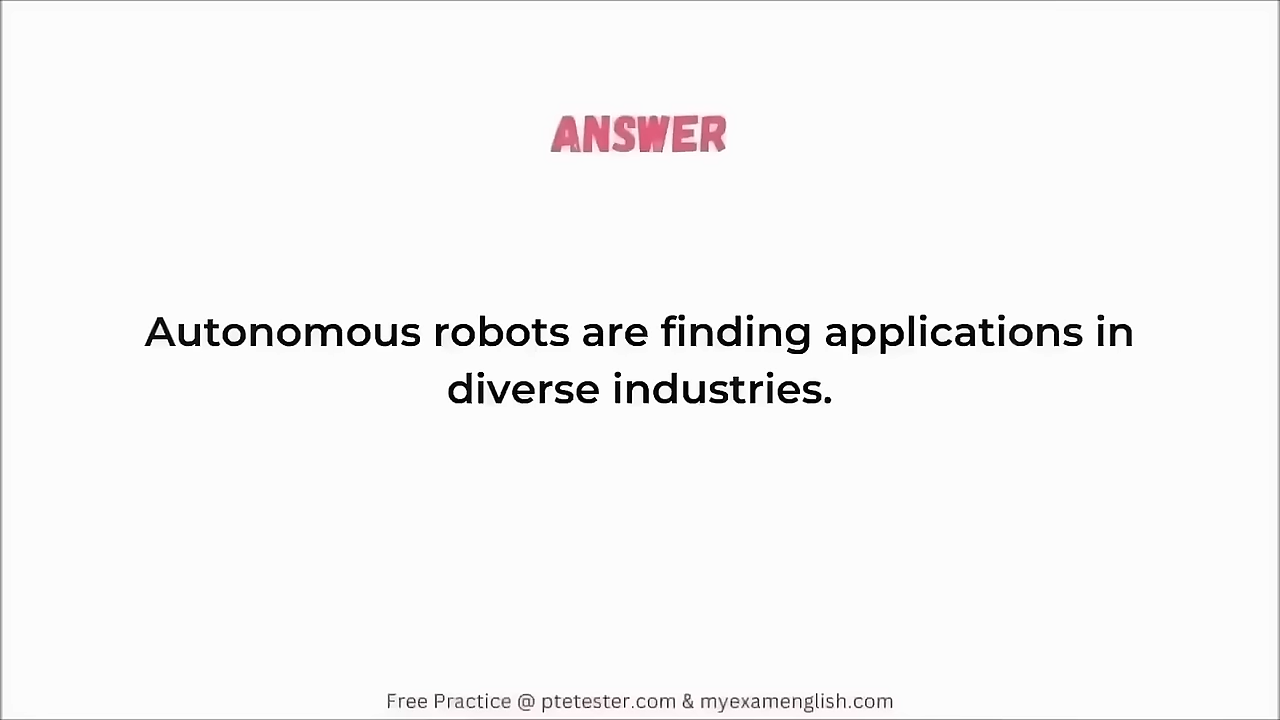 ANSWER
Autonomous robots are finding applications in
diverse industries.
Free Practice @ ptetester.com & myexamenglish.com